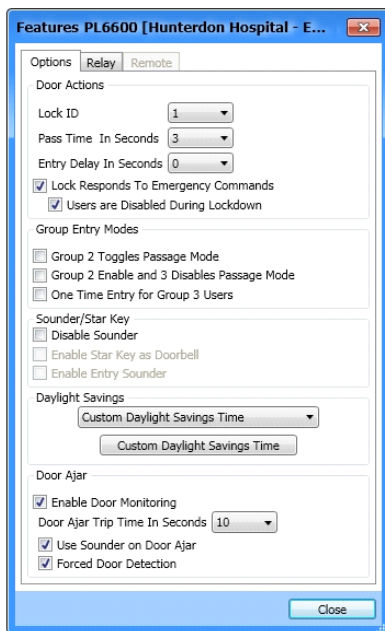 Features PL6600 [Hunterdon Hospital - E...
Options Relay Remote
Door Actions
Lock ID 1
Pass Time In Seconds 3
Entry Delay In Seconds 0
Lock Responds To Emergency Commands
Users are Disabled During Lockdown
Group Entry Modes
Group 2 Toggles Passage Mode
Group 2 Enable and 3 Disables Passage Mode
One Time Entry for Group 3 Users
Sounder/Star Key
Disable Sounder
Enable Star Key as Doorbell
Enable Entry Sounder
Daylight Savings
Custom Daylight Savings Time
Custom Daylight Savings Time
Door Ajar
Enable Door Monitoring
Door Ajar Trip Time In Seconds 10
Use Sounder on Door Ajar
Forced Door Detection
Close